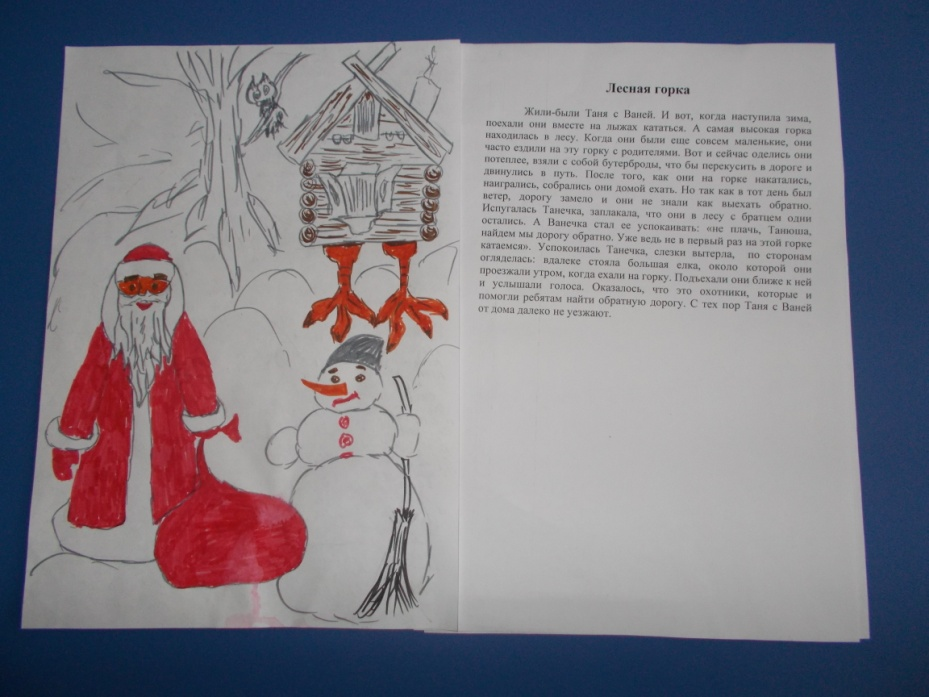 Лесная горка
Жили-были Таня с Ваней. И вот, когда наступила зима,
поехали они вместе на лыжах кататься. А самая высокая горка
находилась в лесу. Когда они были еще совсем маленькие, они
часто ездили на эту горку с родителями. Вот и сейчас оделись они
потеплее, взяли с собой бутерброды, что бы перекусить в дороге и
двинулись в путь. После того, как они на горке накатались,
наигрались, собрались они домой ехать. Но так как в тот день был
ветер, дорогу замело и они не знали как выехать обратно.
Испугалась Танечка, заплакала, что они в лесу с братцем одни
остались. А Ванечка стал ее успокаивать: «не плачь, Танюша,
найдем мы дорогу обратно. Уже ведь не в первый раз на этой горке
катаемся». Успокоилась Танечка, слезки вытерла, по сторонам
огляделась: вдалеке стояла большая елка, около которой они
проезжали утром, когда ехали на горку. Подъехали они ближе к ней
и услышали голоса. Оказалось, что это охотники, которые и
помогли ребятам найти обратную дорогу. С тех пор Таня с Ваней
от дома далеко не уезжают.